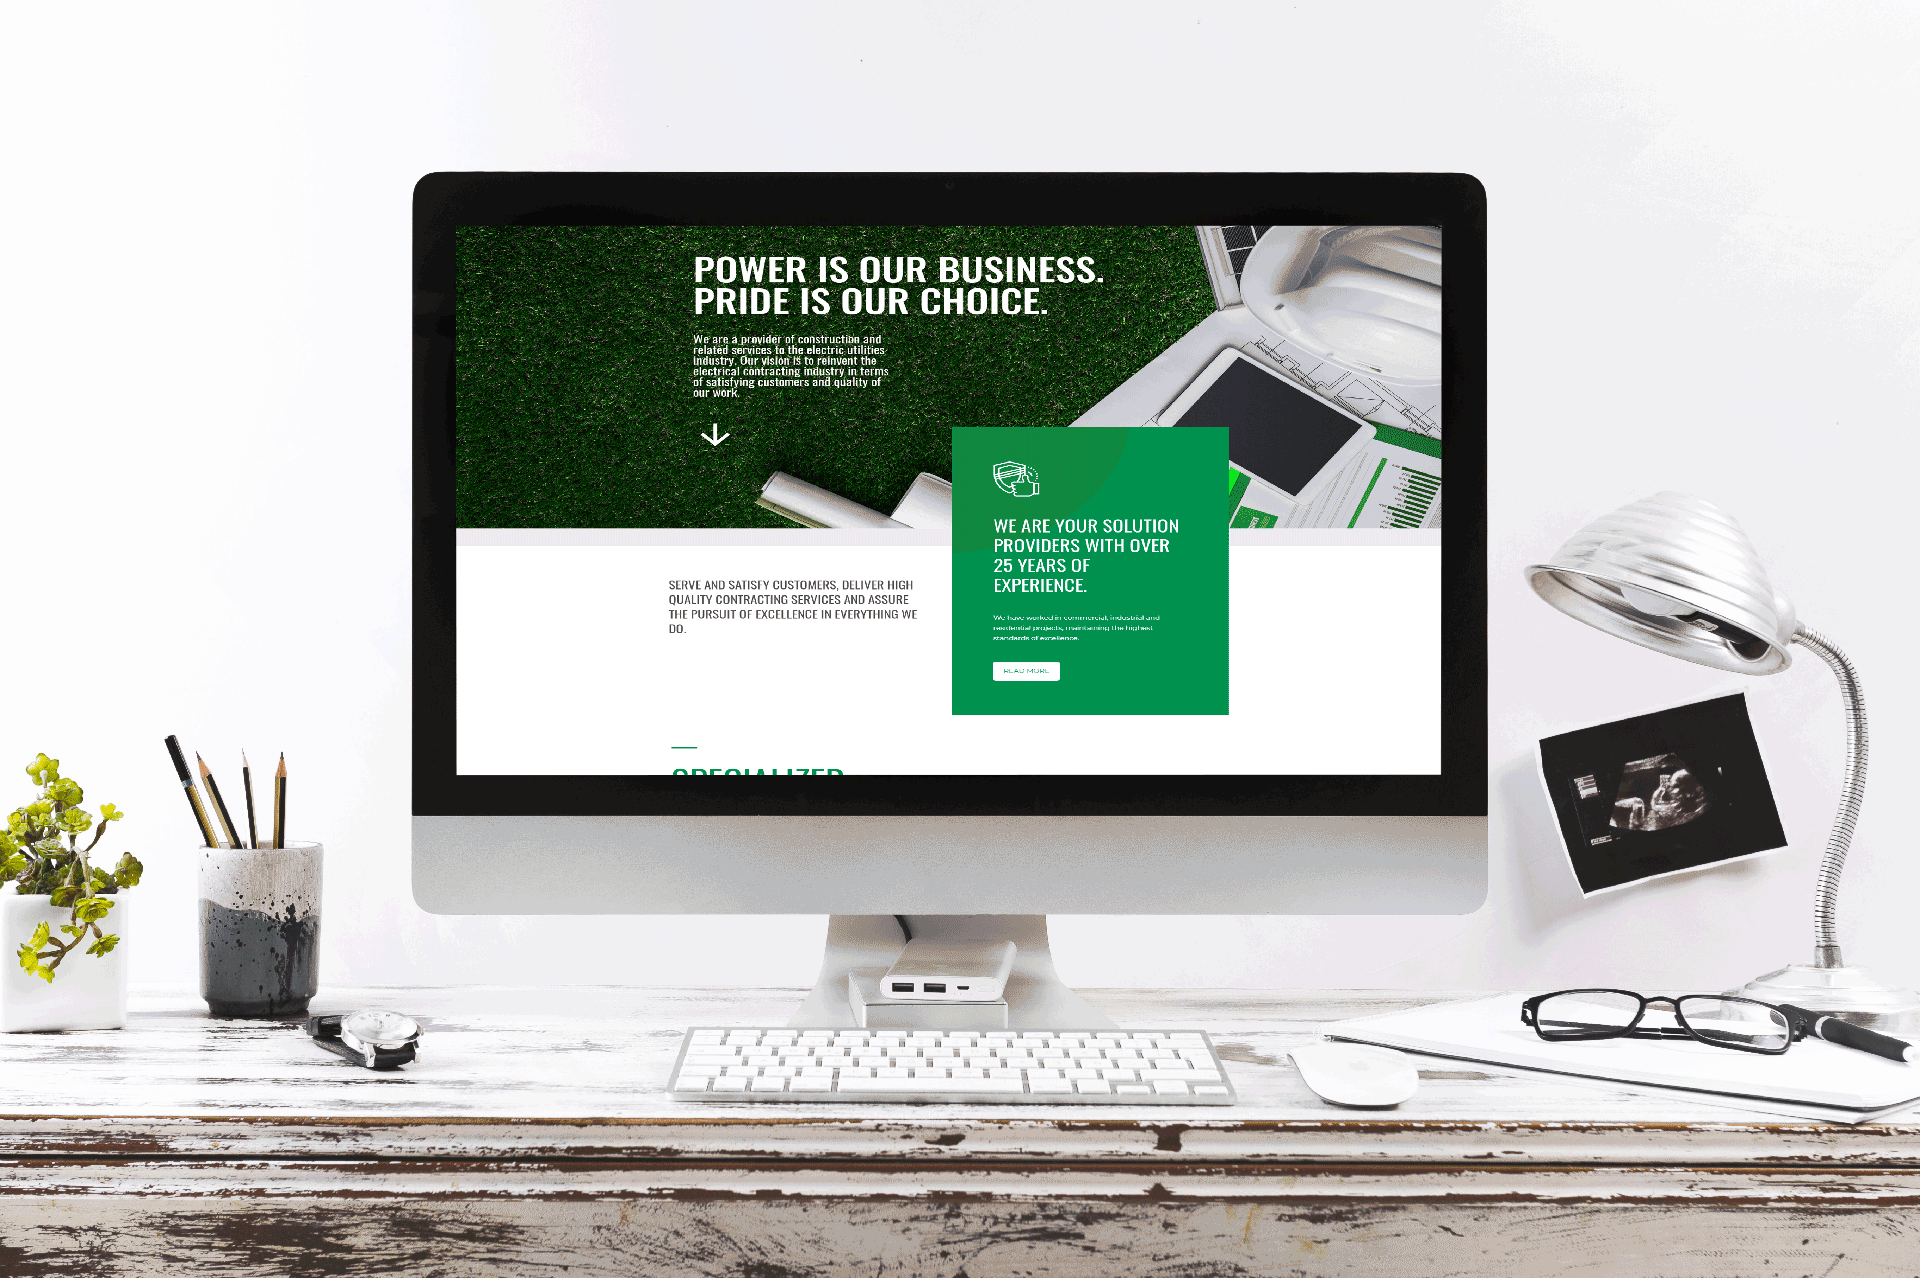 POWER IS OUR BUSINESS.
PRIDE IS OUR CHOICE.
We are a provider of construction and
related services to the electric utilities
industry. Our vision is to reinvent the
electrical contracting industry in terms
of satisfying customers and quality of
our work.
WE ARE YOUR SOLUTION
PROVIDERS WITH OVER
25 YEARS OF
EXPERIENCE.
We have worked in commercial, industrial and
residential projects, maintaining the highest
standards of excellence.
READ MORE
SERVE AND SATISFY CUSTOMERS, DELIVER HIGH
QUALITY CONTRACTING SERVICES AND ASSURE
THE PURSUIT OF EXCELLENCE IN EVERYTHING WE
DO.
SPECIALIZED